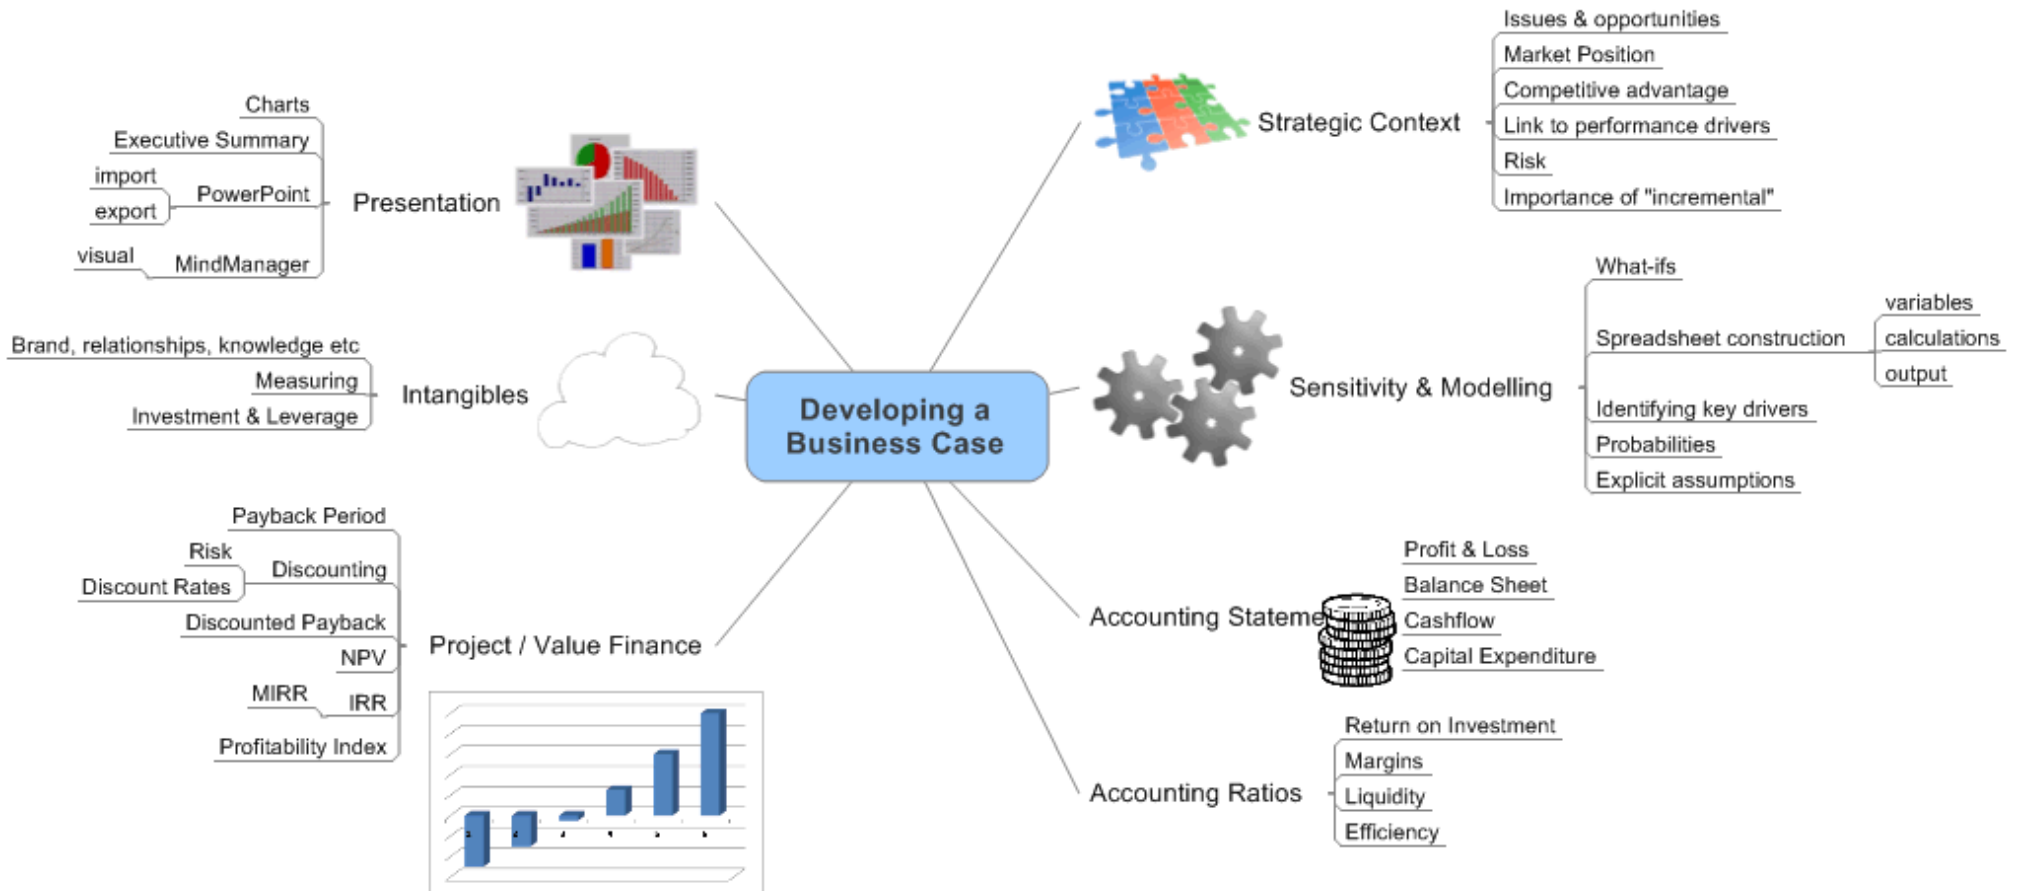 Developing a
Business Case
Strategic Context
Issues & opportunities
Market Position
Competitive advantage
Link to performance drivers
Risk
Importance of "incremental"
Sensitivity & Modelling
What-ifs
Spreadsheet construction
variables
calculations
output
Identifying key drivers
Probabilities
Explicit assumptions
Accounting Stateme
Profit & Loss
Balance Sheet
Cashflow
Capital Expenditure
Accounting Ratios
Return on Investment
Margins
Liquidity
Efficiency
Presentation
Charts
Executive Summary
PowerPoint
import
export
MindManager
visual
Intangibles
Brand, relationships, knowledge etc
Measuring
Investment & Leverage
Project / Value Finance
Payback Period
Discounting
Risk
Discount Rates
Discounted Payback
NPV
IRR
MIRR
Profitability Index